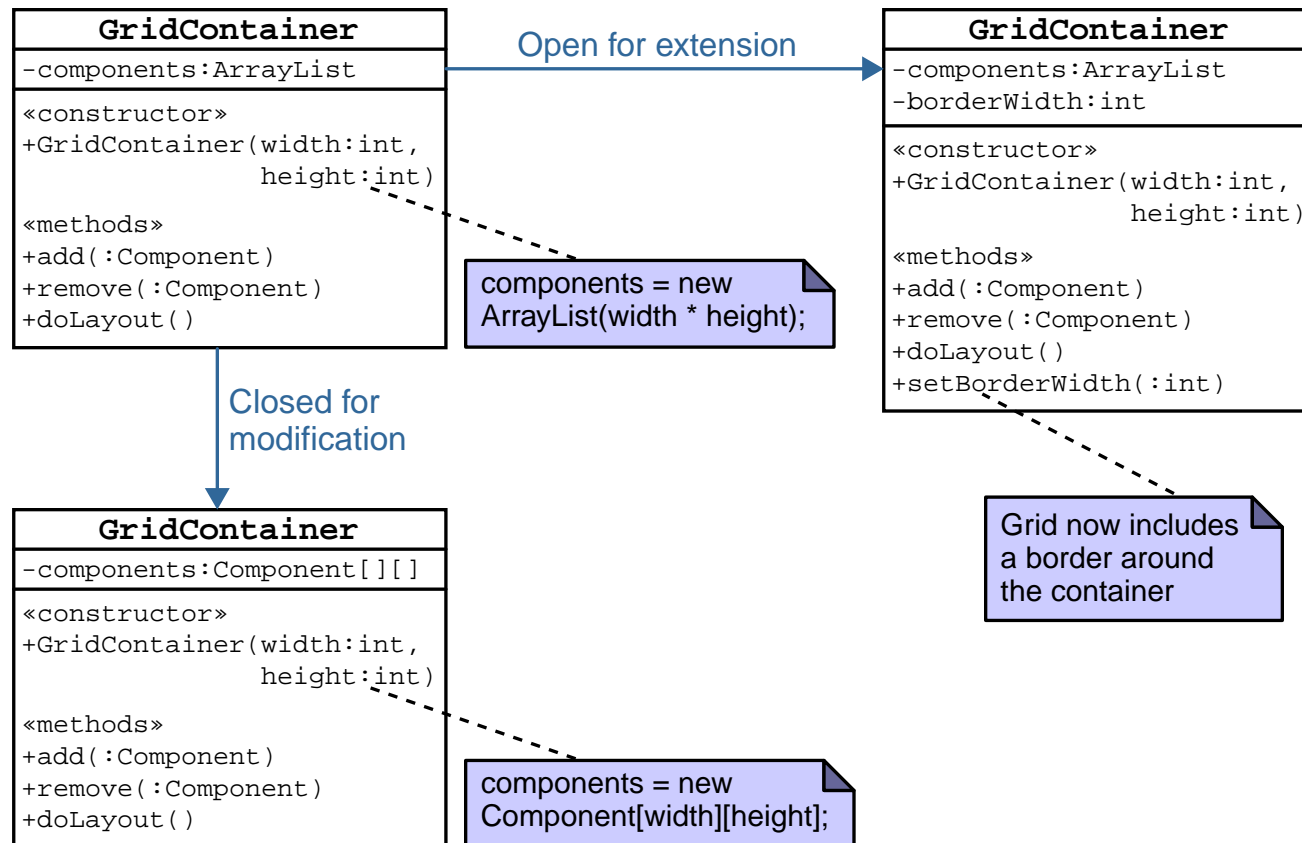 GridContainer
-components:ArrayList
«constructor»
+GridContainer(width:int,
height:int)
«methods»
+add(:Component)
+remove(:Component)
+doLayout()
components = new
ArrayList(width * height);
Open for extension
GridContainer
-components:ArrayList
-borderWidth:int
«constructor»
+GridContainer(width:int,
height:int)
«methods»
+add(:Component)
+remove(:Component)
+doLayout()
+setBorderWidth(:int)
Grid now includes
a border around
the container
Closed for
modification
GridContainer
-components:Component[][]
«constructor»
+GridContainer(width:int,
height:int)
«methods»
+add(:Component)
+remove(:Component)
+doLayout()
components = new
Component[width][height];